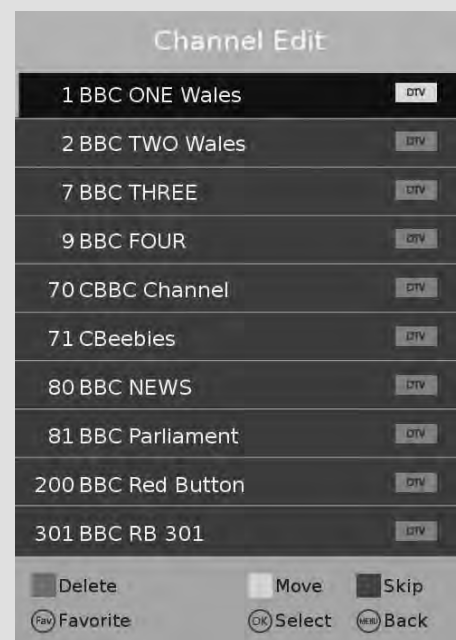 Channel Edit
1 BBC ONE Wales DTV
2 BBC TWO Wales DTV
7 BBC THREE DTV
9 BBC FOUR DTV
70 CBBC Channel DTV
71 CBeebies DTV
80 BBC NEWS DTV
81 BBC Parliament DTV
200 BBC Red Button DTV
301 BBC RB 301 DTV
Delete Move Skip
Fav Favorite OK Select MENU Back